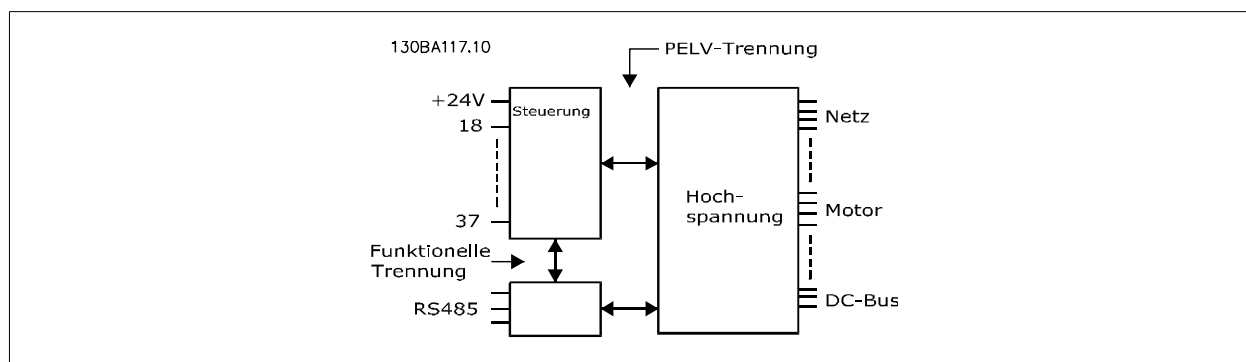 130BA117.10
PELV-Trennung
+24V
Steuerung
18
Netz
Hoch-
spannung
37
Motor
Funktionelle
Trennung
RS485
DC-Bus